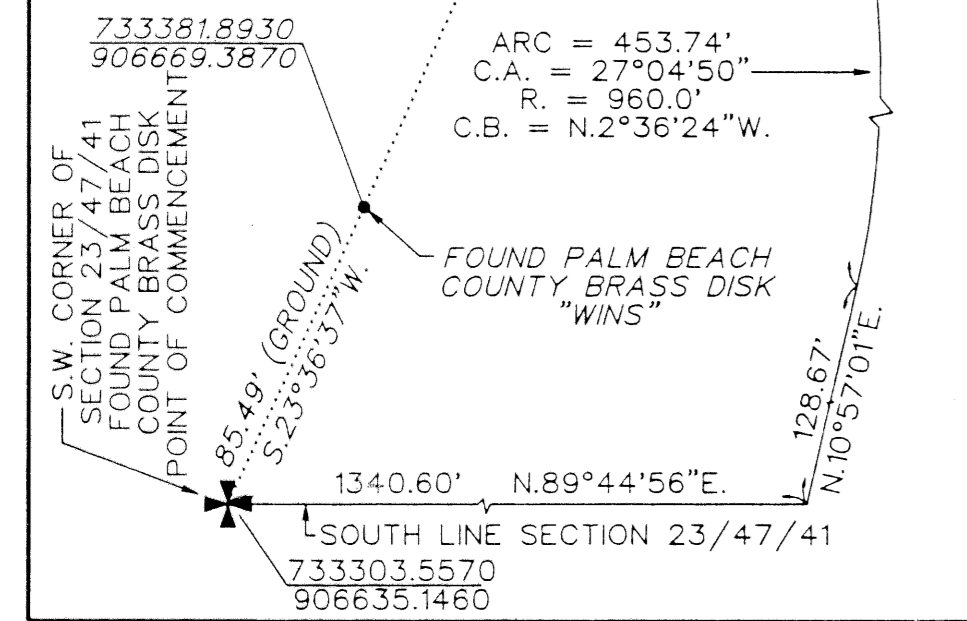 733381.8930
906669.3870
ARC = 453.74'
C.A. = 27°04'50"
R. = 960.0'
C.B. = N.2°36'24"W.
S.W. CORNER OF
SECTION 23/47/41
FOUND PALM BEACH
COUNTY BRASS DISK
POINT OF COMMENCEMENT
85.49' (GROUND)
S.23°36'37"W.
FOUND PALM BEACH
COUNTY BRASS DISK
"WINS"
128.67'
N.10°57'01"E.
1340.60' N.89°44'56"E.
SOUTH LINE SECTION 23/47/41
733303.5570
906635.1460